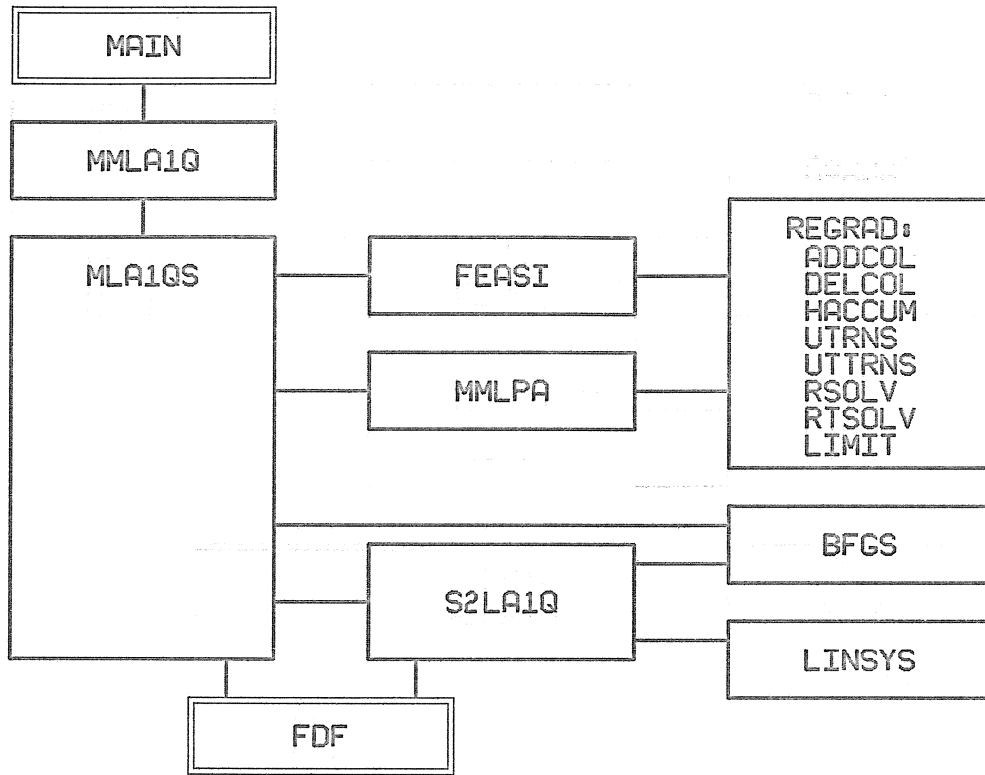 MAIN
MMLA1Q
MLA1QS
FEASI
MMLPA
S2LA1Q
FDF
REGRAD:
ADDCOL
DELCOL
HACCUM
UTRNS
UTTRNS
RSOLV
RTSOLV
LIMIT
BFGS
LINSYS